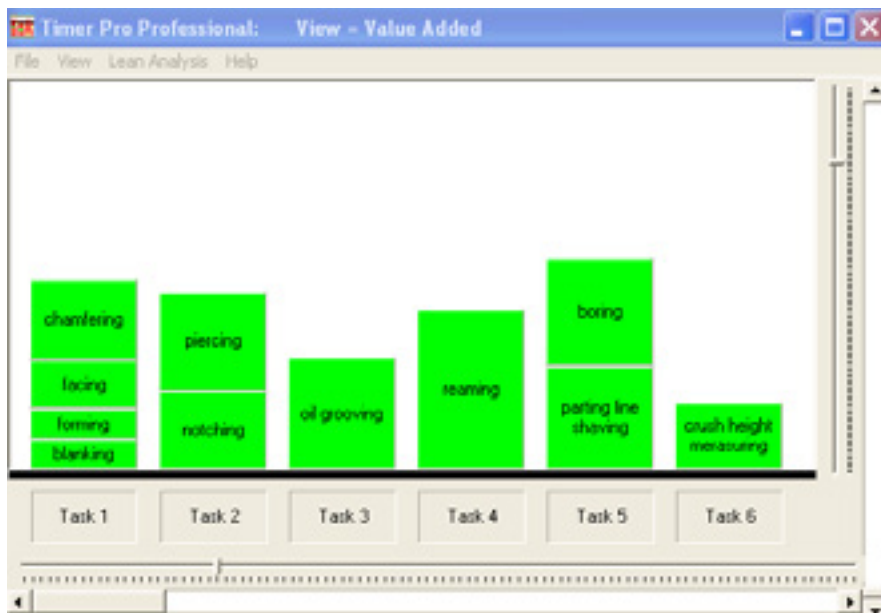 Timer Pro Professional: View - Value Added
File View Lean Analysis Help
chamfering
facing
forming
blanking
piercing
notching
oil grooving
reaming
boring
parting line
shaving
crush height
merasuring
Task 1 Task 2 Task 3 Task 4 Task 5 Task 6